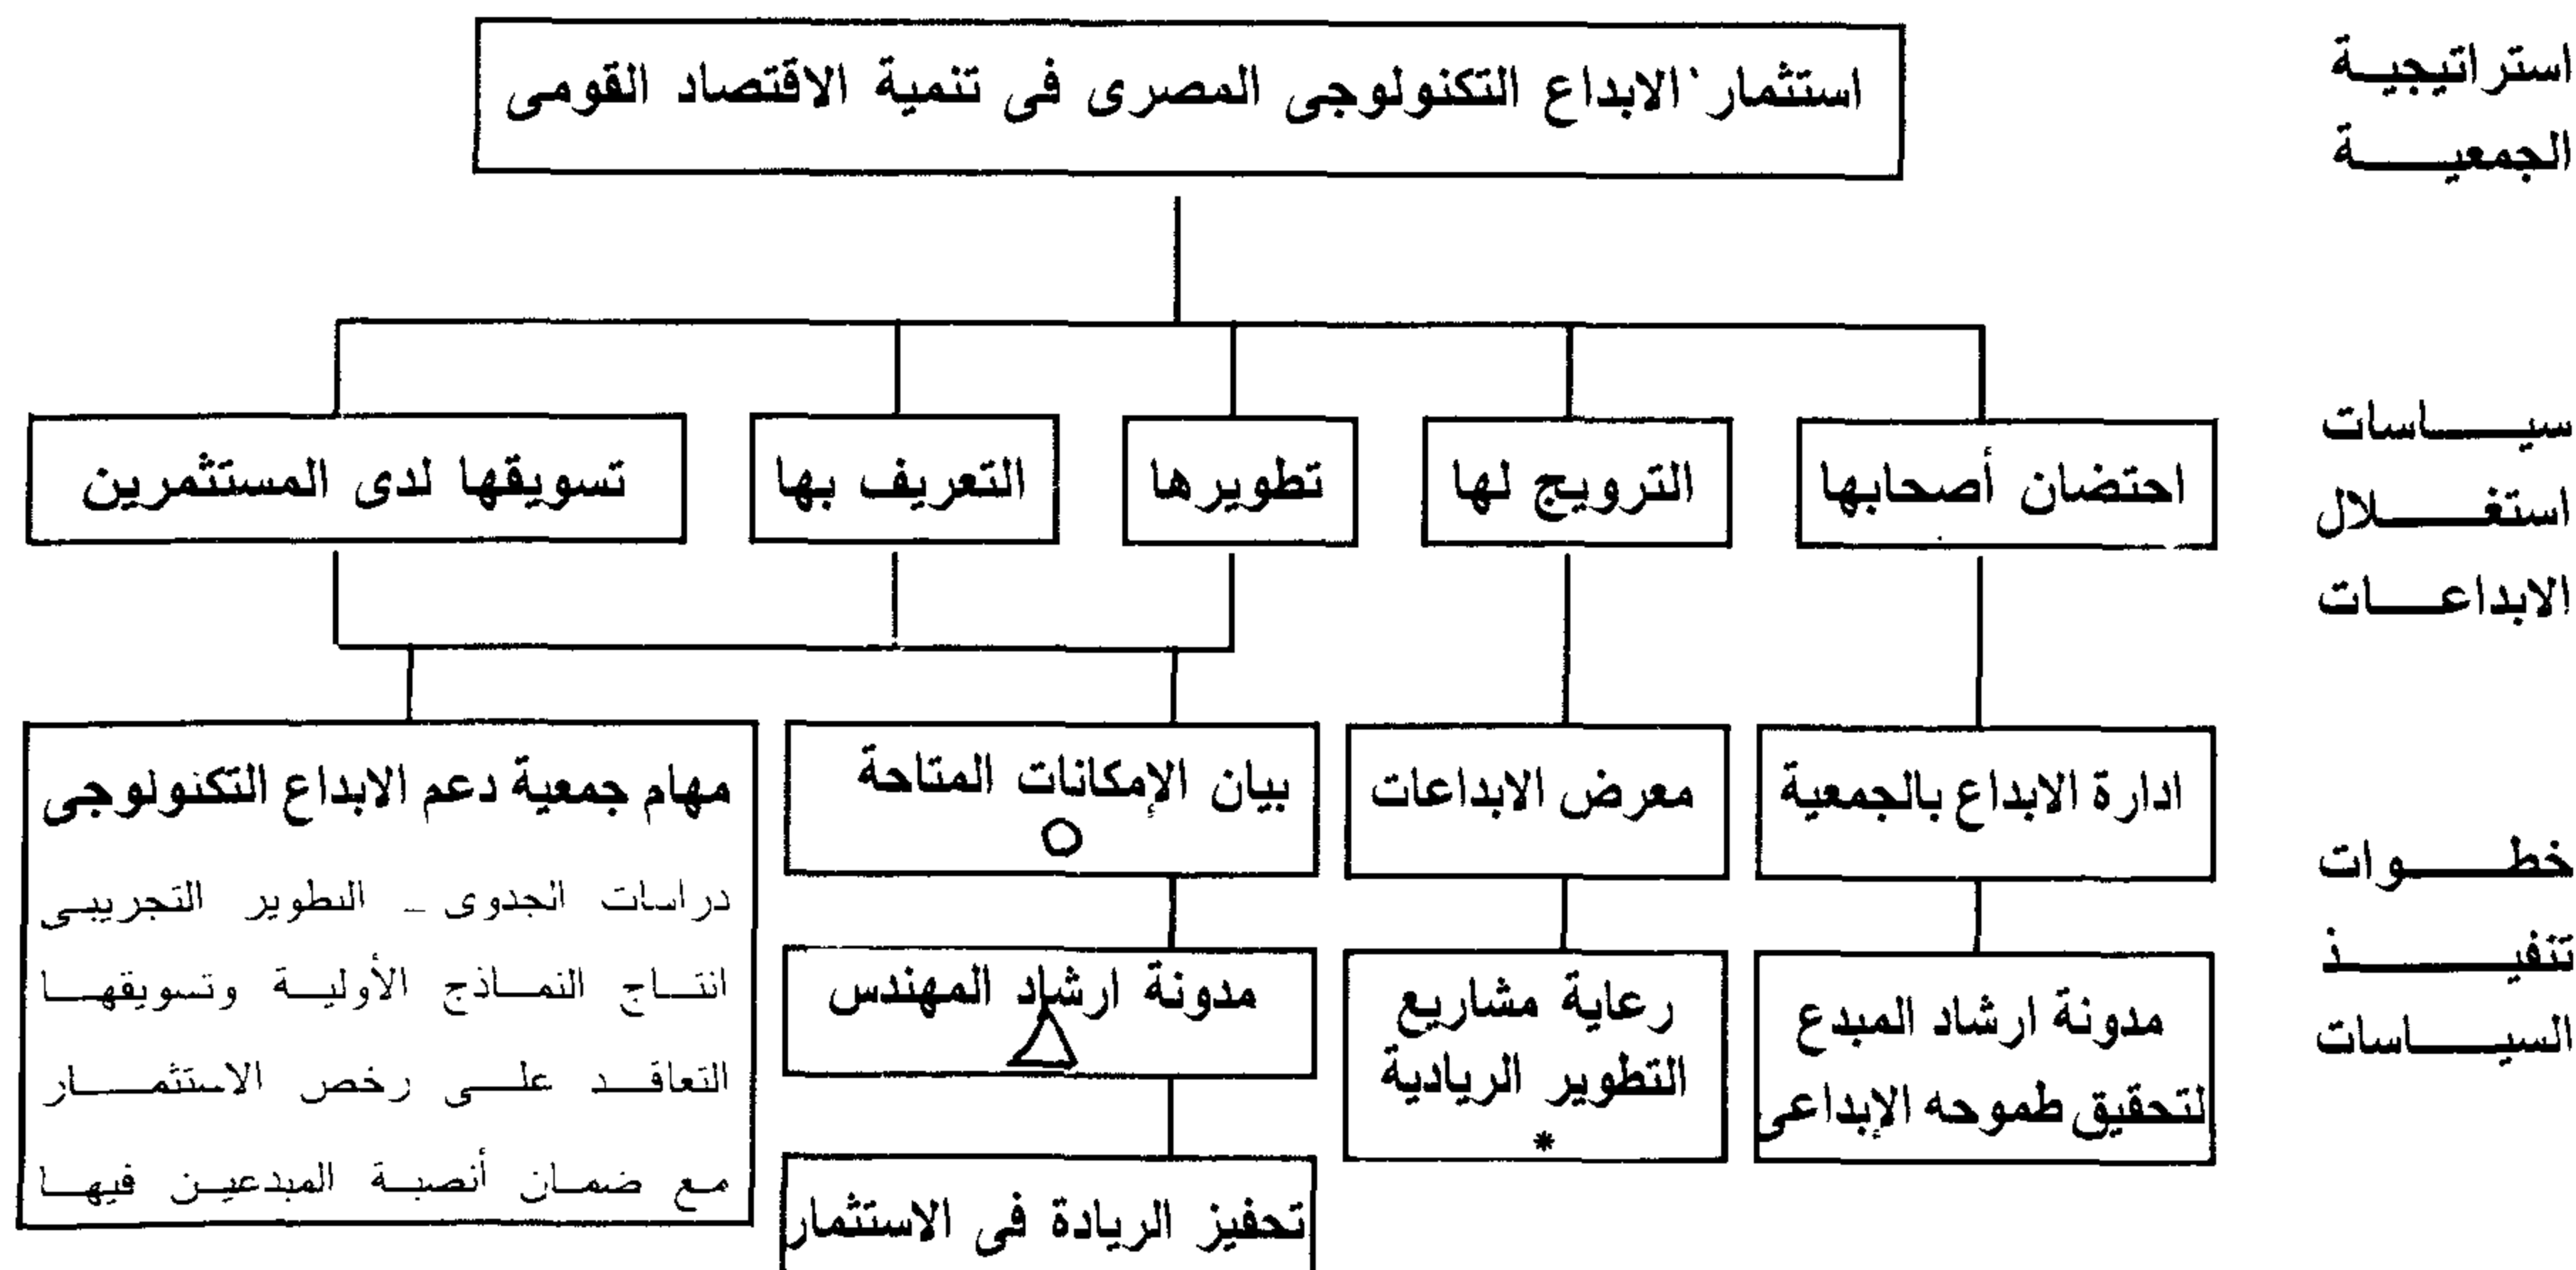 استراتيجية
الجمعية
استثمار الابداع التكنولوجى المصرى فى تنمية الاقتصاد القومى
سياسات
استغلال
الابداعات
احتضان أصحابها
الترويج لها
تطويرها
التعريف بها
تسويقها لدى المستثمرين
خطوات
تنفيذ
السياسات
ادارة الابداع بالجمعية
مدونة ارشاد المبدع
لتحقيق طموحه الإبداعى
معرض الابداعات
رعاية مشاريع
التطوير الريادية
*
بيان الإمكانات المتاحة
مدونة ارشاد المهندس
تحفيز الريادة فى الاستثمار
مهام جمعية دعم الابداع التكنولوجى
دراسات الجدوى - التطوير التجريبى
انتاج النماذج الأولية وتسويقها
التعاقد على رخص الاستثمار
مع ضمان أنصبة المبدعين فيها